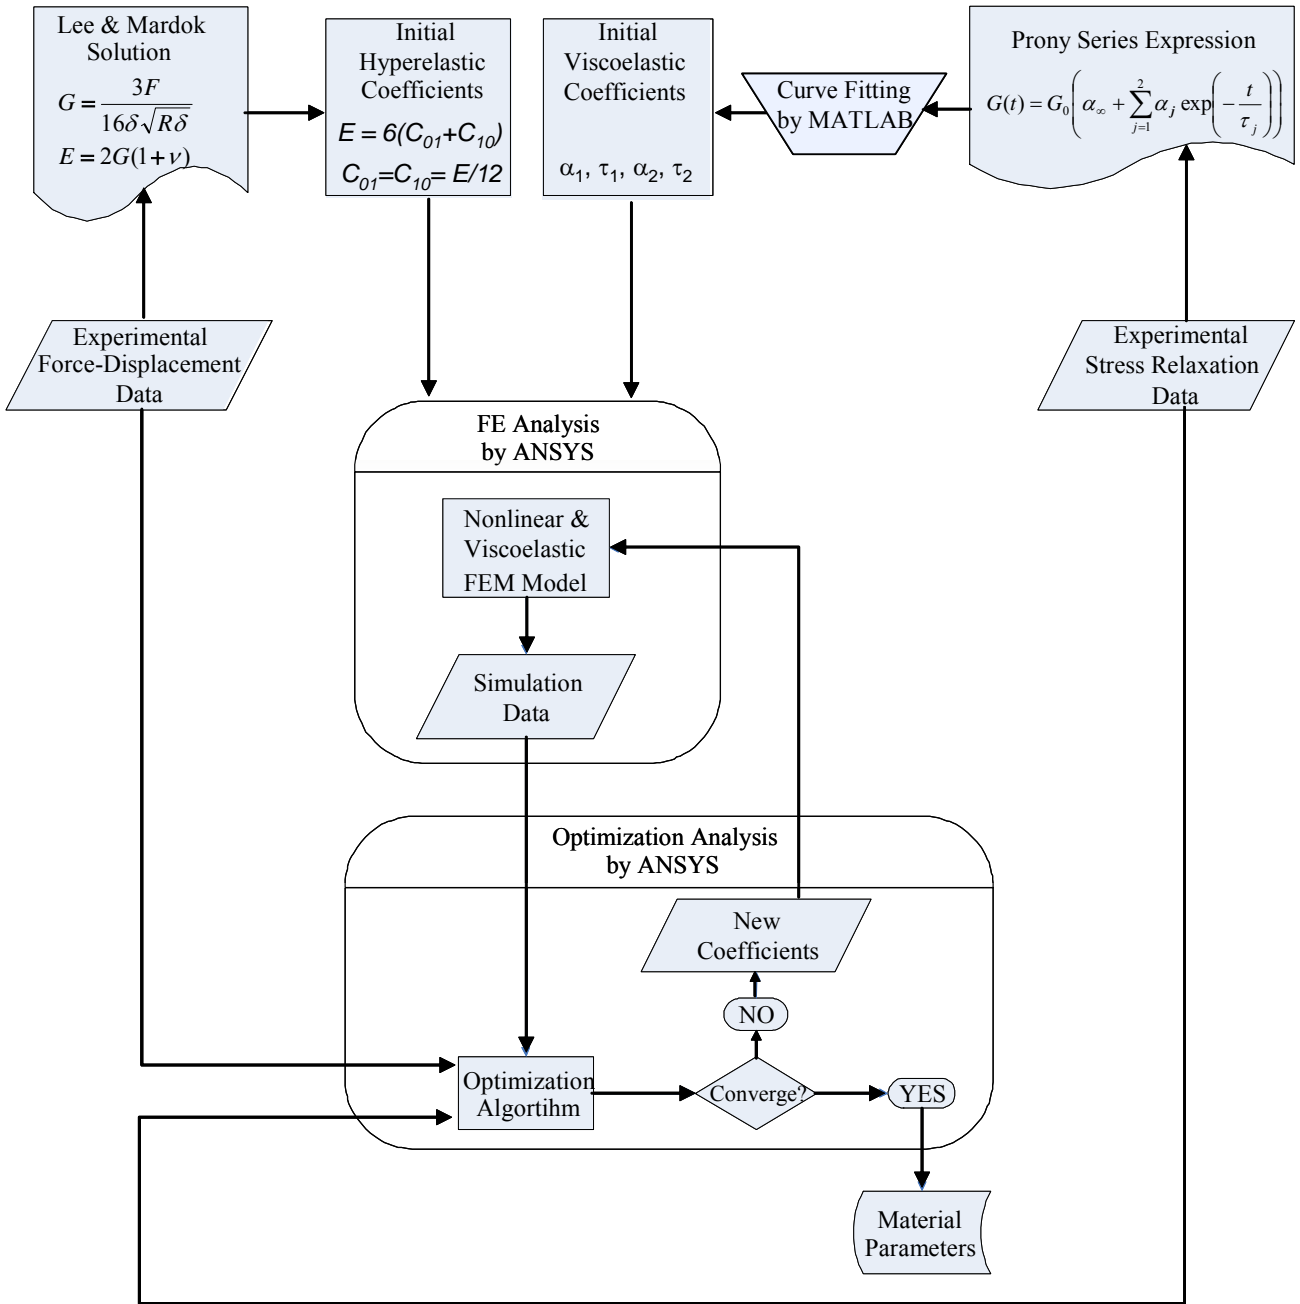 Lee & Mardok
Solution
G = 3F / 16δ√Rδ
E = 2G(1+ν)
Initial
Hyperelastic
Coefficients
E = 6(C₀₁+C₁₀)
C₀₁=C₁₀= E/12
Initial
Viscoelastic
Coefficients
α₁, τ₁, α₂, τ₂
Curve Fitting
by MATLAB
Prony Series Expression
G(t) = G₀(α∞ + ∑j=1^2 αj exp(−t/τj))
Experimental
Force-Displacement
Data
Experimental
Stress Relaxation
Data
FE Analysis
by ANSYS
Nonlinear &
Viscoelastic
FEM Model
Simulation
Data
Optimization Analysis
by ANSYS
New
Coefficients
NO
Optimization
Algortihm
Converge?
YES
Material
Parameters